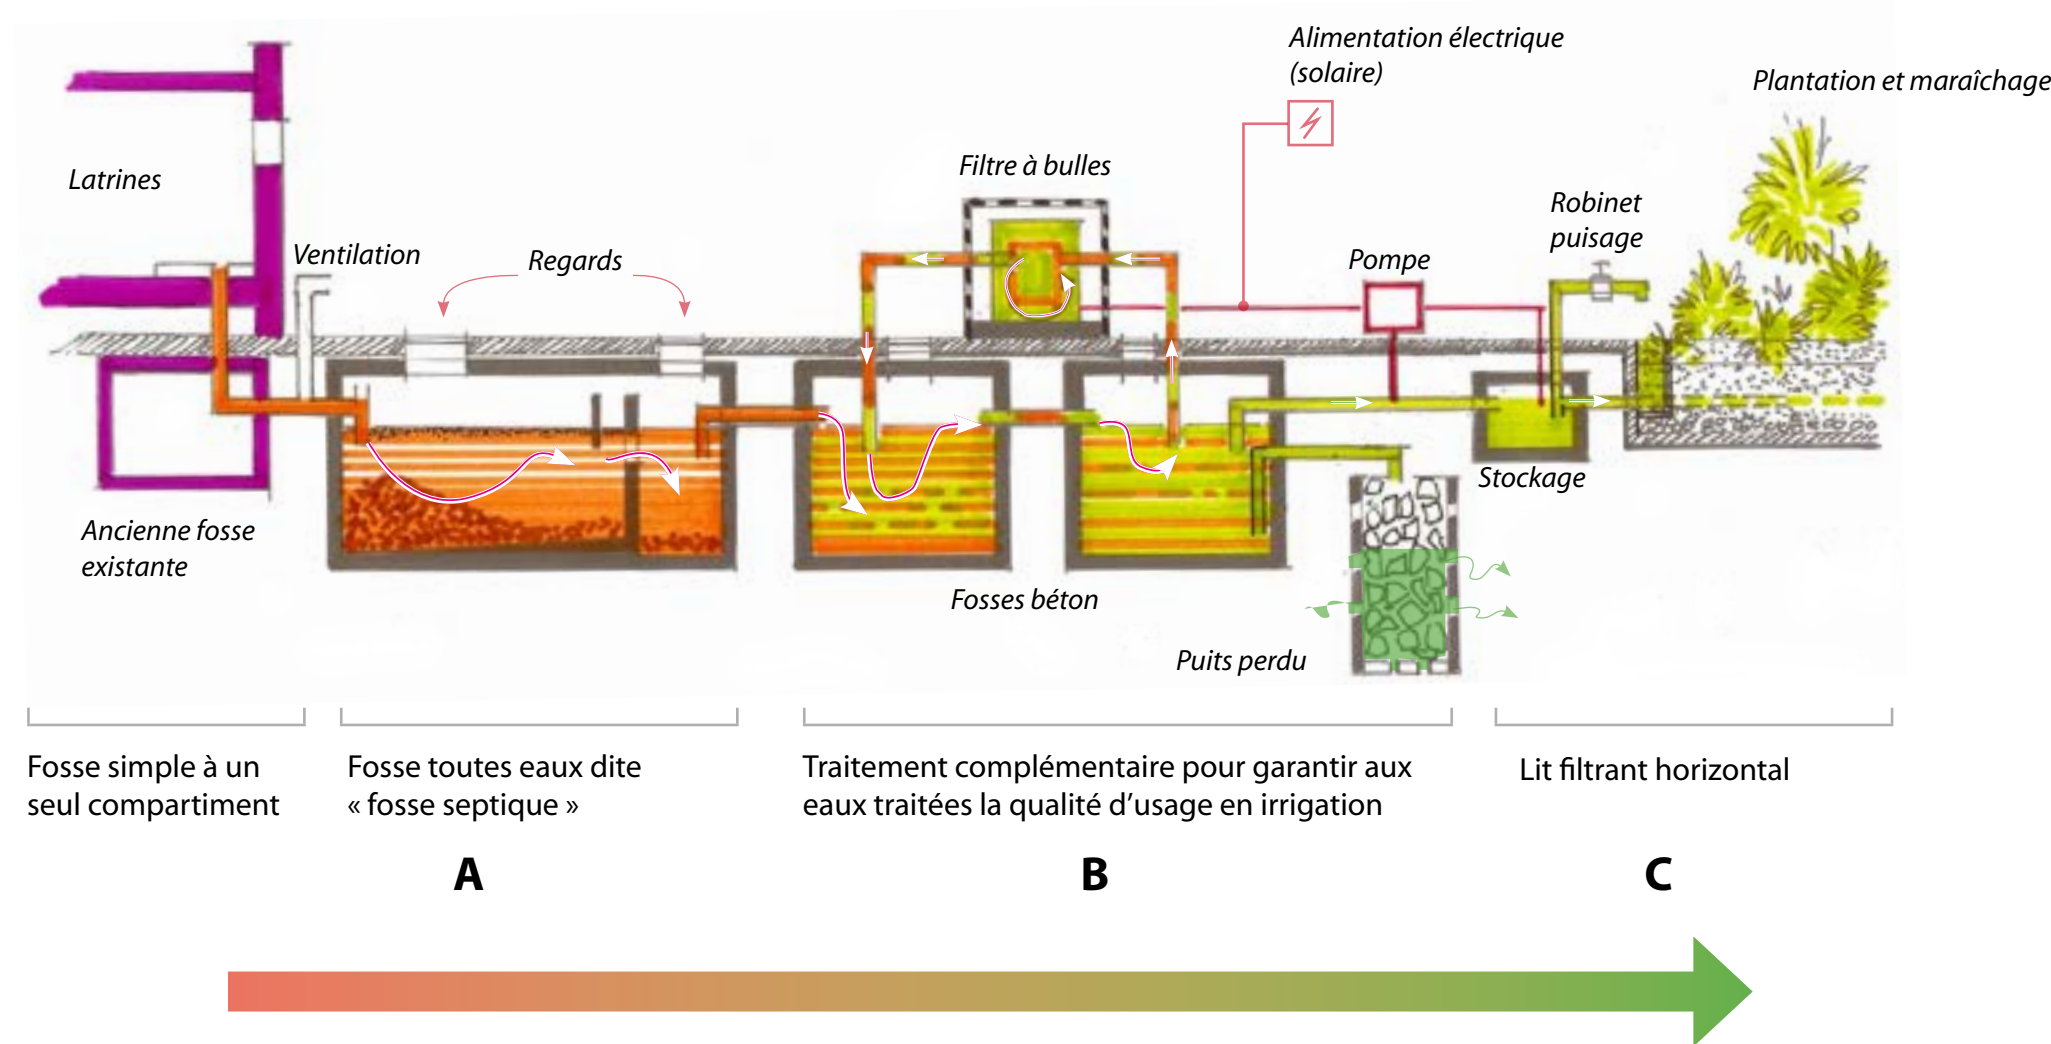 Alimentation électrique
(solaire)
Plantation et maraîchage
Filtre à bulles
Latrines
Robinet
puisage
Ventilation
Regards
Pompe
Stockage
Ancienne fosse
existante
Fosses béton
Puits perdu
Fosse simple à un
seul compartiment
Fosse toutes eaux dite
« fosse septique »
Traitement complémentaire pour garantir aux
eaux traitées la qualité d’usage en irrigation
Lit filtrant horizontal
A
B
C